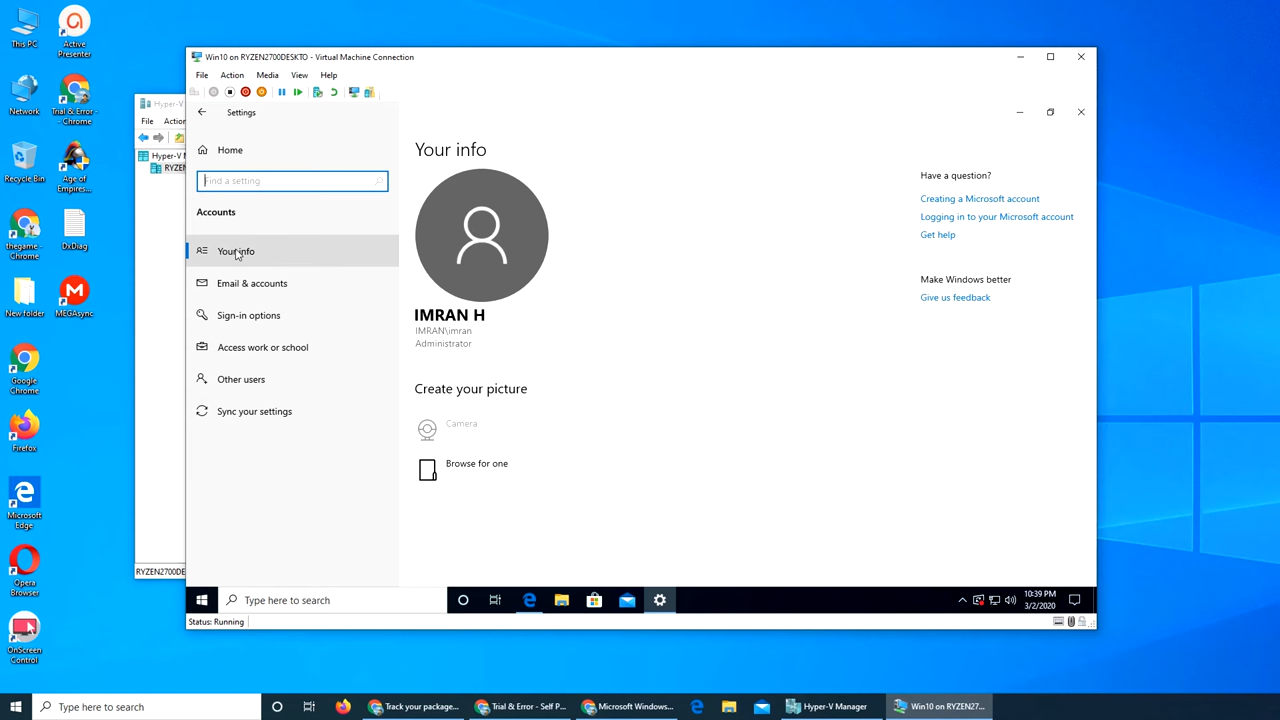 This PC
Active
Presenter
Network
Trial & Error -
- Chrome
Recycle Bin
Age of
Empires...
thegame -
Chrome
DxDiag
New folder
MEGAsync
Google
Chrome
Firefox
Microsoft
Edge
Opera
Browser
OnScreen
Control
Hyper-V
File
Action
Hyper-V M
RYZEN
RYZEN2700DE
Win10 on RYZEN2700DESKTO - Virtual Machine Connection
File Action Media View Help
Settings
Home
Find a setting
Accounts
Your info
Email & accounts
Sign-in options
Access work or school
Other users
Sync your settings
Your info
IMRAN H
IMRAN\imran
Administrator
Create your picture
Camera
Browse for one
Have a question?
Creating a Microsoft account
Logging in to your Microsoft account
Get help
Make Windows better
Give us feedback
Type here to search
10:39 PM
3/2/2020
Status: Running
Type here to search
Track your package...
Trial & Error - Self P...
Microsoft Windows...
Hyper-V Manager
Win10 on RYZEN27...